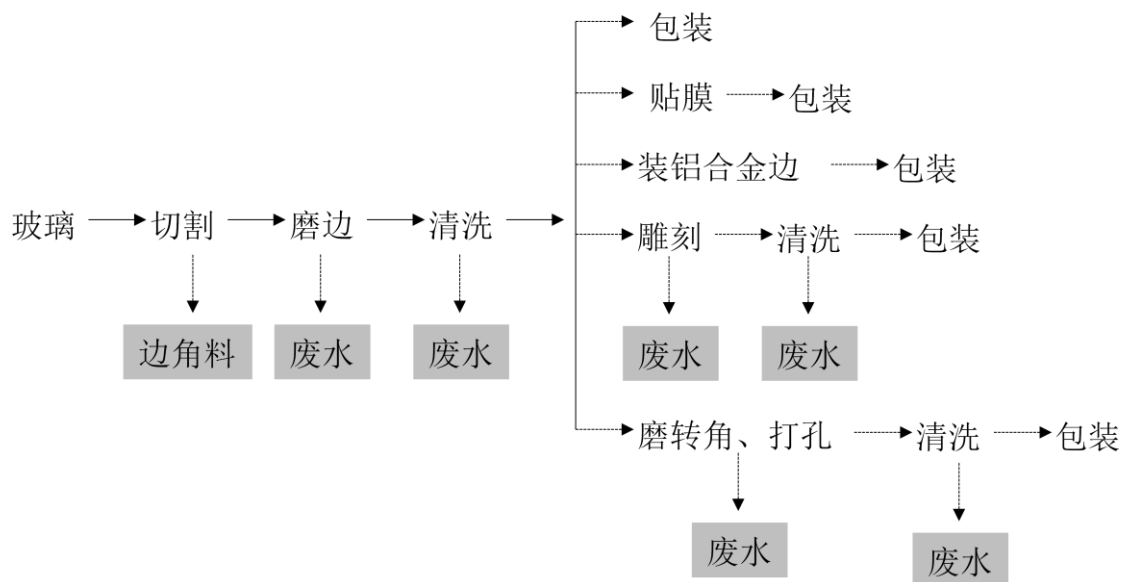 包装
贴膜 包装
装铝合金边 包装
玻璃 切割 磨边 清洗 雕刻 清洗 包装
边角料 废水 废水 废水 废水
磨转角、打孔 清洗 包装
废水 废水